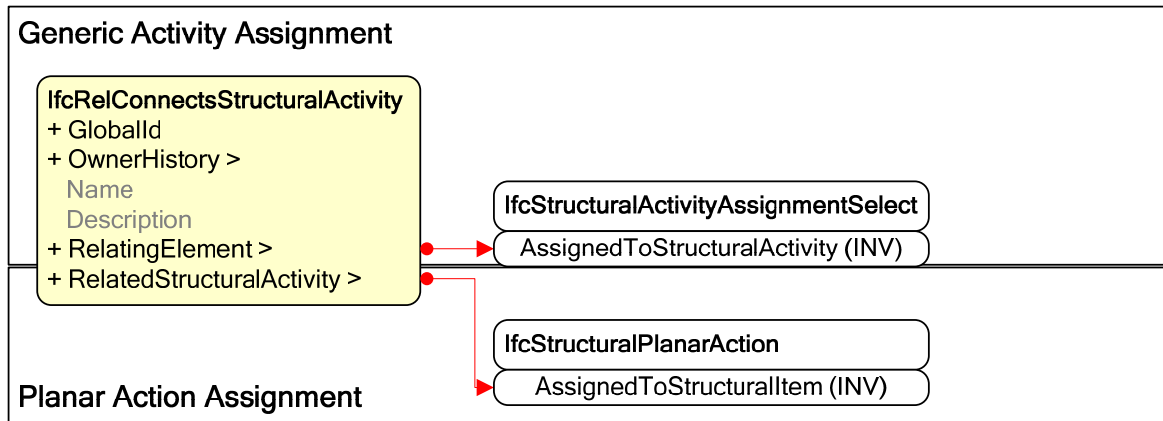 Generic Activity Assignment
IfcRelConnectsStructuralActivity
+ GlobalId
+ OwnerHistory >
Name
Description
+ RelatingElement >
+ RelatedStructuralActivity >
IfcStructuralActivityAssignmentSelect
AssignedToStructuralActivity (INV)
IfcStructuralPlanarAction
AssignedToStructuralItem (INV)
Planar Action Assignment